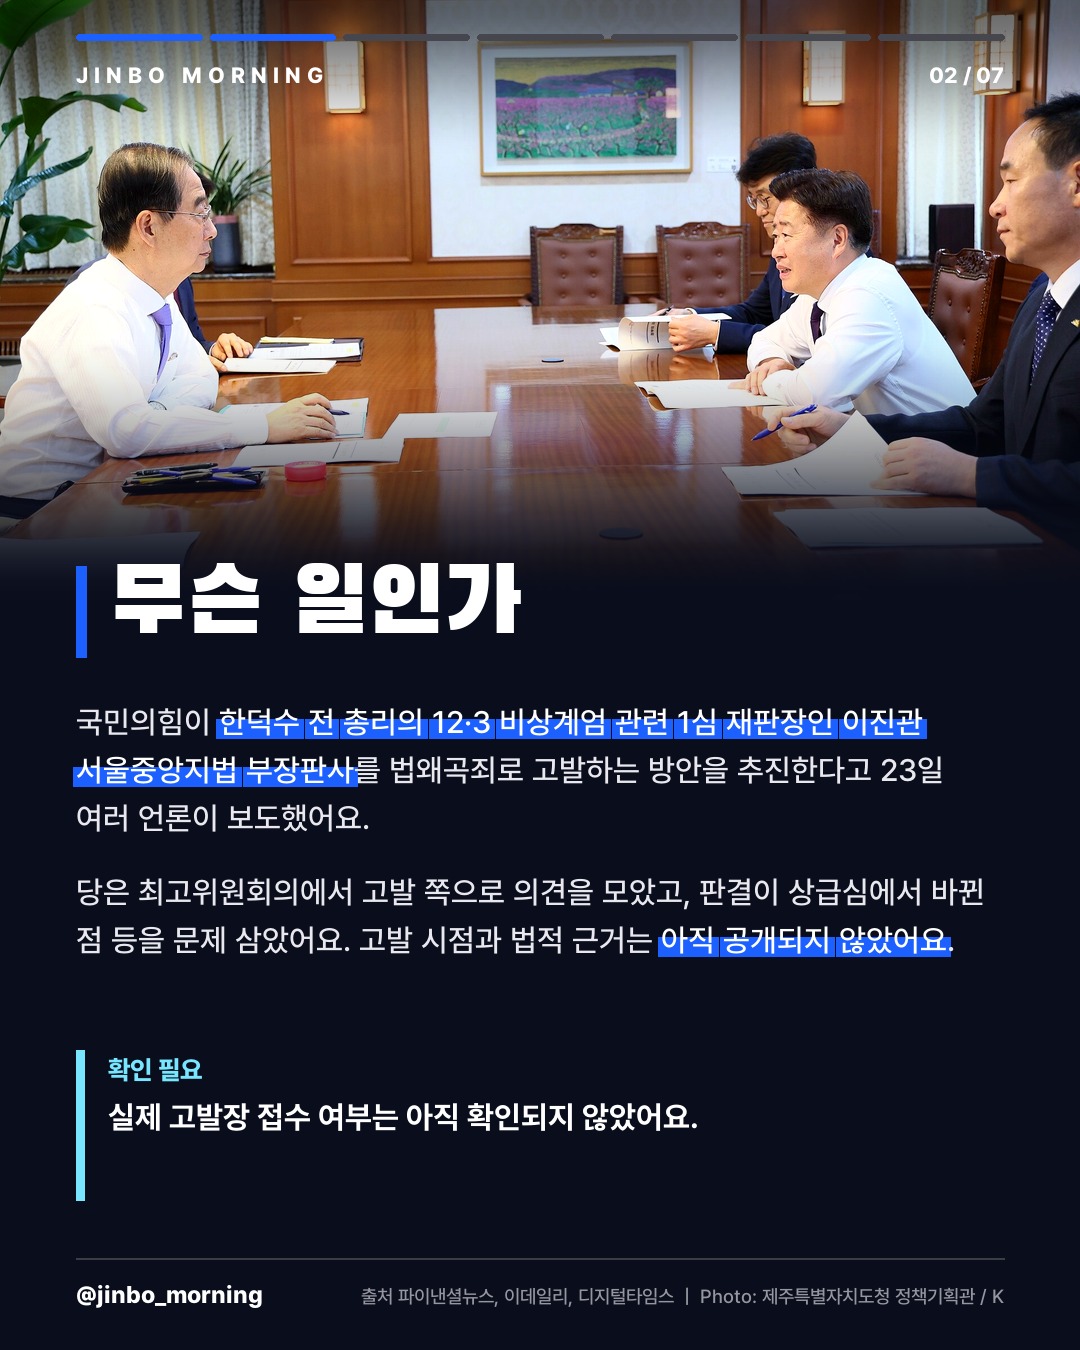 JINBO MORNING
02 / 07
무슨 일인가
국민의힘이 한덕수 전 총리의 12·3 비상계엄 관련 1심 재판장인 이진관
서울중앙지법 부장판사를 법왜곡죄로 고발하는 방안을 추진한다고 23일
여러 언론이 보도했어요.
당은 최고위원회의에서 고발 쪽으로 의견을 모았고, 판결이 상급심에서 바뀐
점 등을 문제 삼았어요. 고발 시점과 법적 근거는 아직 공개되지 않았어요.
확인 필요
실제 고발장 접수 여부는 아직 확인되지 않았어요.
@jinbo_morning
출처 파이낸셜뉴스, 이데일리, 디지털타임스 | Photo: 제주특별자치도청 정책기획관 / K